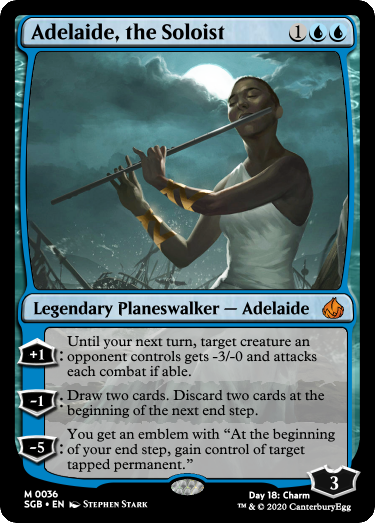 Adelaide, the Soloist 1
Legendary Planeswalker — Adelaide
+1 : Until your next turn, target creature an
opponent controls gets -3/-0 and attacks
each combat if able.
-1 : Draw two cards. Discard two cards at the
beginning of the next end step.
-5 : You get an emblem with “At the beginning
of your end step, gain control of target
tapped permanent.”
3
M 0036
SGB • EN STEPHEN STARK
Day 18: Charm
™ & © 2020 CanterburyEgg